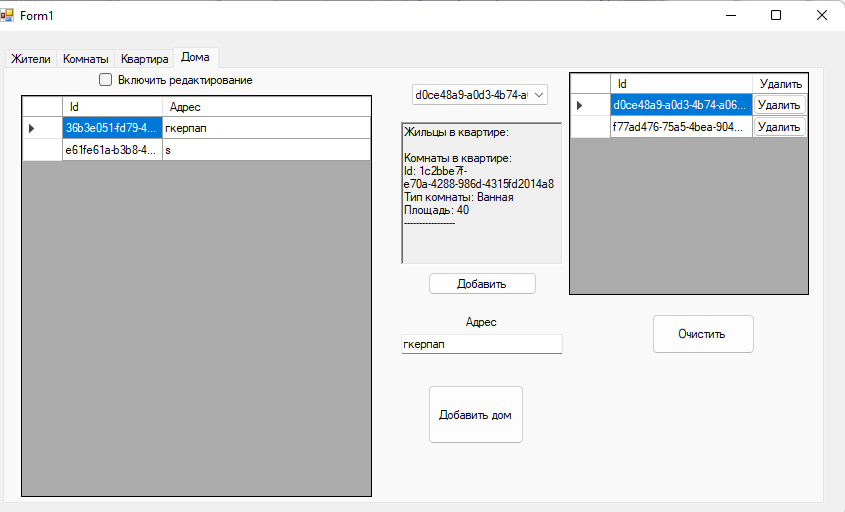 Form1
Жители Комнаты Квартира Дома
Включить редактирование
Id Адрес
36b3e051-fd79-4... гкерпап
e61fe61a-b3b8-4... s
d0ce48a9-a0d3-4b74-a0
Жильцы в квартире:
Комнаты в квартире:
Id: 1c2bbe7f-
e70a-4288-986d-4315fd2014a8
Тип комнаты: Ванная
Площадь: 40
-----------------
Добавить
Адрес
гкерпап
Добавить дом
Id Удалить
d0ce48a9-a0d3-4b74-a06... Удалить
f77ad476-75a5-4bea-904... Удалить
Очистить